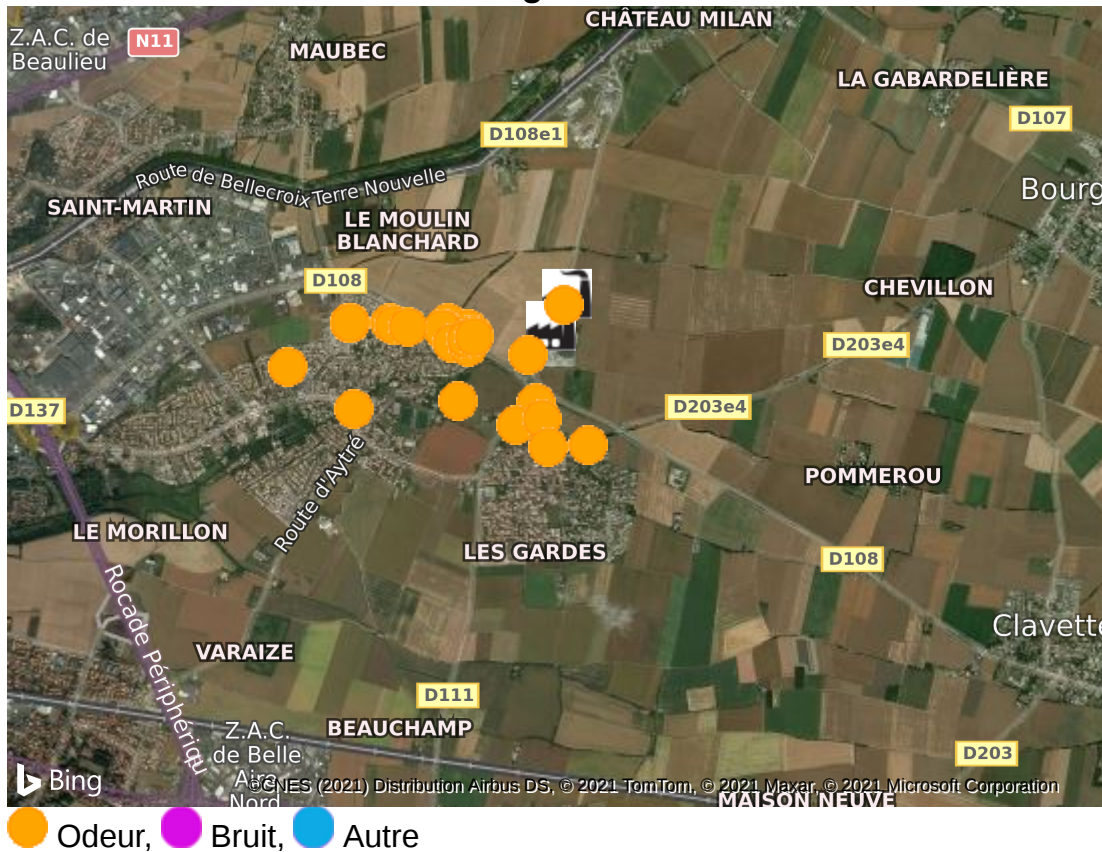 CHÂTEAU MILAN
Z.A.C. de
Beaulieu
N11
MAUBEC
LA GABARDELIÈRE
D107
D108e1
Route de Bellecroix
Terre Nouvelle
SAINT-MARTIN
Bourg
LE MOULIN
BLANCHARD
D108
CHEVILLON
D203e4
D137
D203e4
Route d'Aytré
POMMEROU
LE MORILLON
LES GARDES
D108
Rocade Périphériqu
Clavette
VARAIZE
D111
Z.A.C.
de Belle
Aire
Nord
BEAUCHAMP
D203
Bing
©CNES (2021) Distribution Airbus DS, © 2021 TomTom, © 2021 Maxar, © 2021 Microsoft Corporation
MAISON NEUVE
Odeur, Bruit, Autre